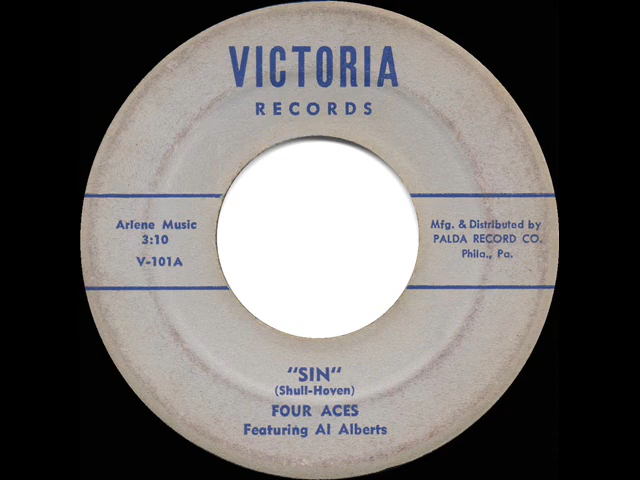 VICTORIA
RECORDS
Arlene Music
3:10
V-101A
Mfg. & Distributed by
PALDA RECORD CO.
Phila., Pa.
"SIN"
(Shull-Hoven)
FOUR ACES
Featuring Al Alberts